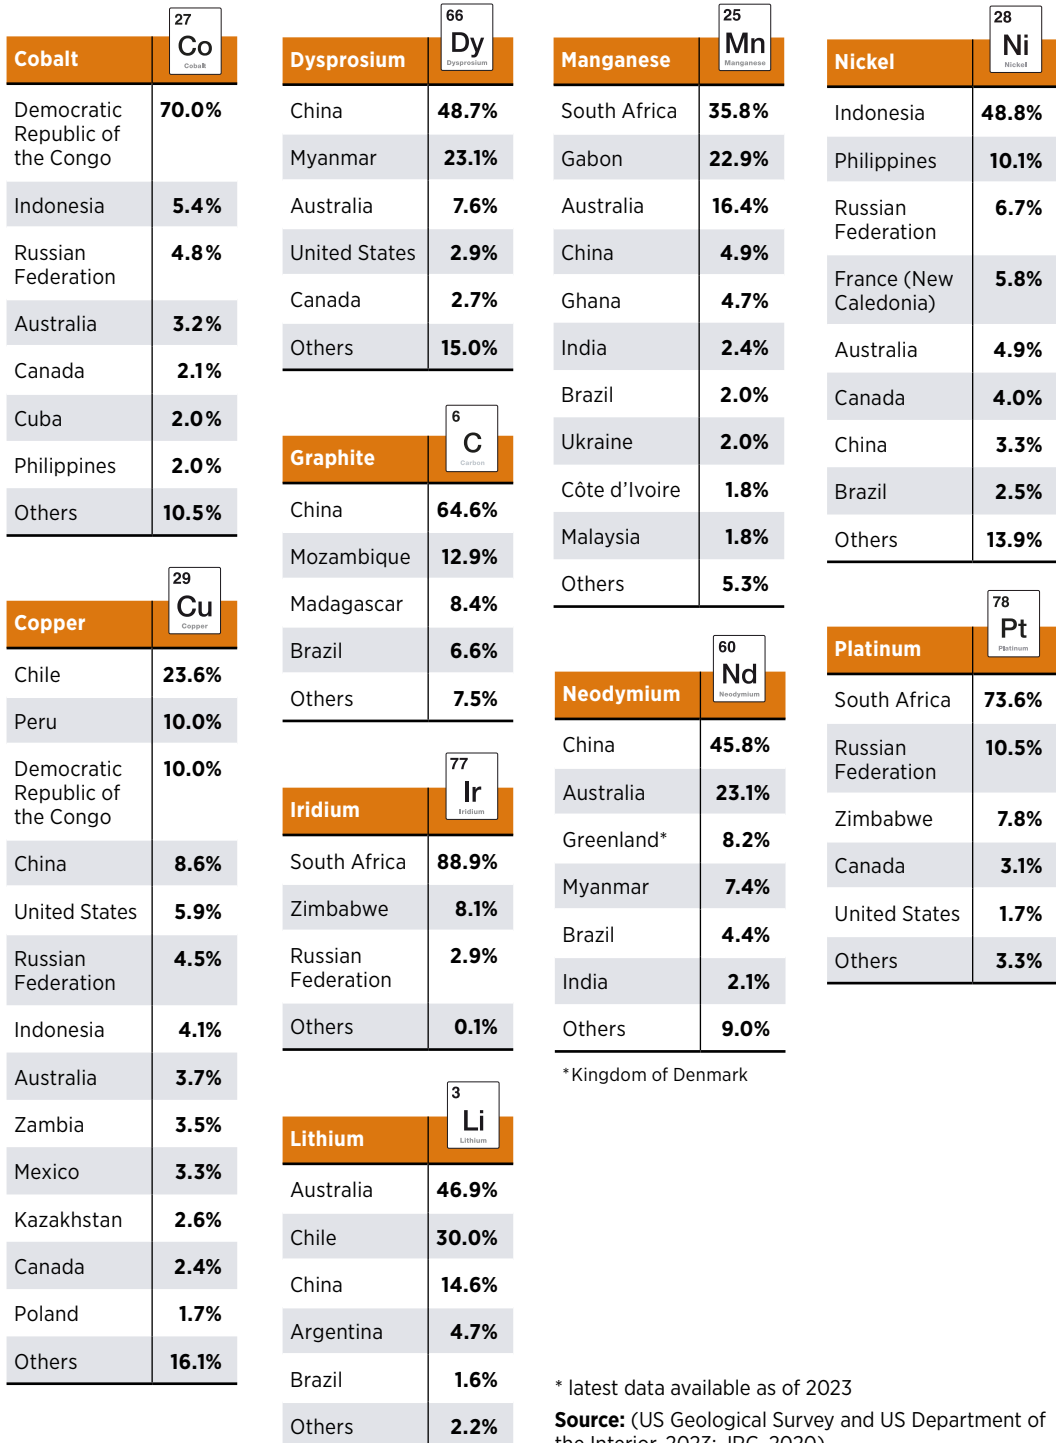 27
Co
Cobalt
Cobalt
Democratic 70.0%
Republic of
the Congo
Indonesia 5.4%
Russian 4.8%
Federation
Australia 3.2%
Canada 2.1%
Cuba 2.0%
Philippines 2.0%
Others 10.5%
29
Cu
Copper
Copper
Chile 23.6%
Peru 10.0%
Democratic 10.0%
Republic of
the Congo
China 8.6%
United States 5.9%
Russian 4.5%
Federation
Indonesia 4.1%
Australia 3.7%
Zambia 3.5%
Mexico 3.3%
Kazakhstan 2.6%
Canada 2.4%
Poland 1.7%
Others 16.1%
66
Dy
Dysprosium
Dysprosium
China 48.7%
Myanmar 23.1%
Australia 7.6%
United States 2.9%
Canada 2.7%
Others 15.0%
6
C
Carbon
Graphite
China 64.6%
Mozambique 12.9%
Madagascar 8.4%
Brazil 6.6%
Others 7.5%
77
Ir
Iridium
Iridium
South Africa 88.9%
Zimbabwe 8.1%
Russian 2.9%
Federation
Others 0.1%
3
Li
Lithium
Lithium
Australia 46.9%
Chile 30.0%
China 14.6%
Argentina 4.7%
Brazil 1.6%
Others 2.2%
25
Mn
Manganese
Manganese
South Africa 35.8%
Gabon 22.9%
Australia 16.4%
China 4.9%
Ghana 4.7%
India 2.4%
Brazil 2.0%
Ukraine 2.0%
Côte d’Ivoire 1.8%
Malaysia 1.8%
Others 5.3%
60
Nd
Neodymium
Neodymium
China 45.8%
Australia 23.1%
Greenland* 8.2%
Myanmar 7.4%
Brazil 4.4%
India 2.1%
Others 9.0%
*Kingdom of Denmark
28
Ni
Nickel
Nickel
Indonesia 48.8%
Philippines 10.1%
Russian 6.7%
Federation
France (New 5.8%
Caledonia)
Australia 4.9%
Canada 4.0%
China 3.3%
Brazil 2.5%
Others 13.9%
78
Pt
Platinum
Platinum
South Africa 73.6%
Russian 10.5%
Federation
Zimbabwe 7.8%
Canada 3.1%
United States 1.7%
Others 3.3%
* latest data available as of 2023
Source: (US Geological Survey and US Department of
the Interior, 2023; JRC, 2020)